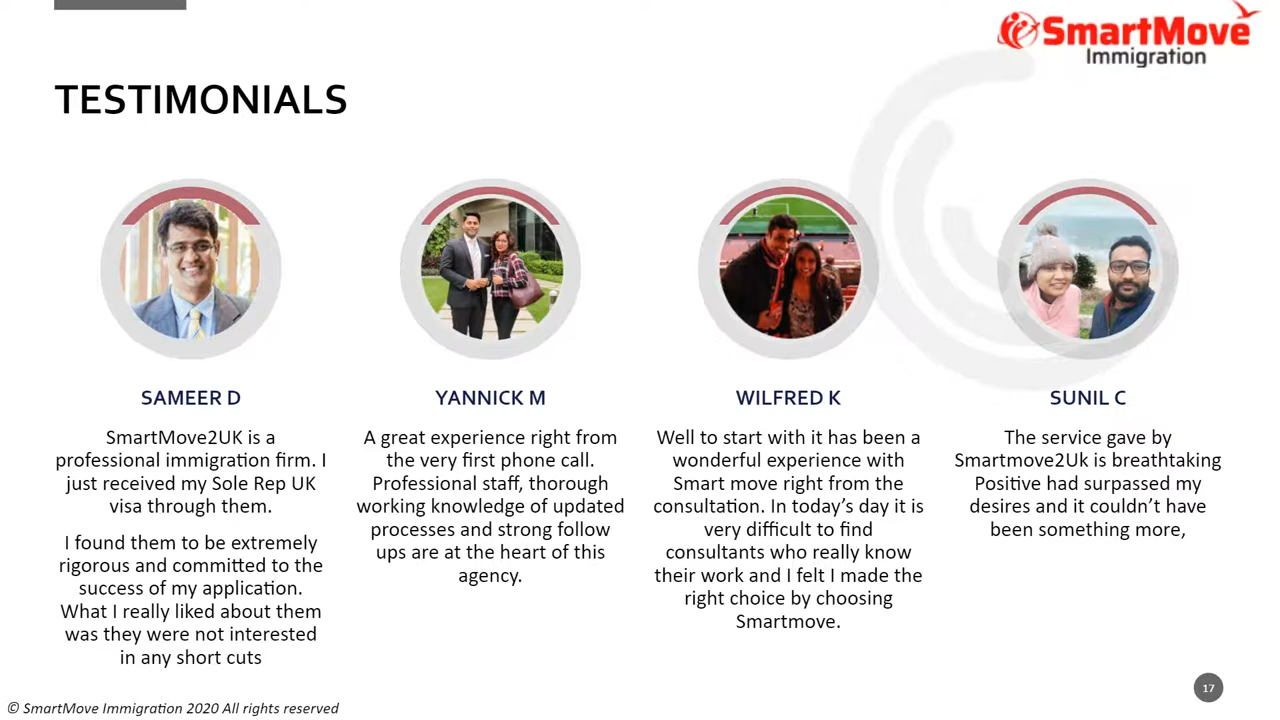 SmartMove
Immigration
TESTIMONIALS
SAMEER D
SmartMove2UK is a
professional immigration firm. I
just received my Sole Rep UK
visa through them.
I found them to be extremely
rigorous and committed to the
success of my application.
What I really liked about them
was they were not interested
in any short cuts
YANNICK M
A great experience right from
the very first phone call.
Professional staff, thorough
working knowledge of updated
processes and strong follow
ups are at the heart of this
agency.
WILFRED K
Well to start with it has been a
wonderful experience with
Smart move right from the
consultation. In today’s day it is
very difficult to find
consultants who really know
their work and I felt I made the
right choice by choosing
Smartmove.
SUNIL C
The service gave by
Smartmove2Uk is breathtaking
Positive had surpassed my
desires and it couldn’t have
been something more,
17
© SmartMove Immigration 2020 All rights reserved